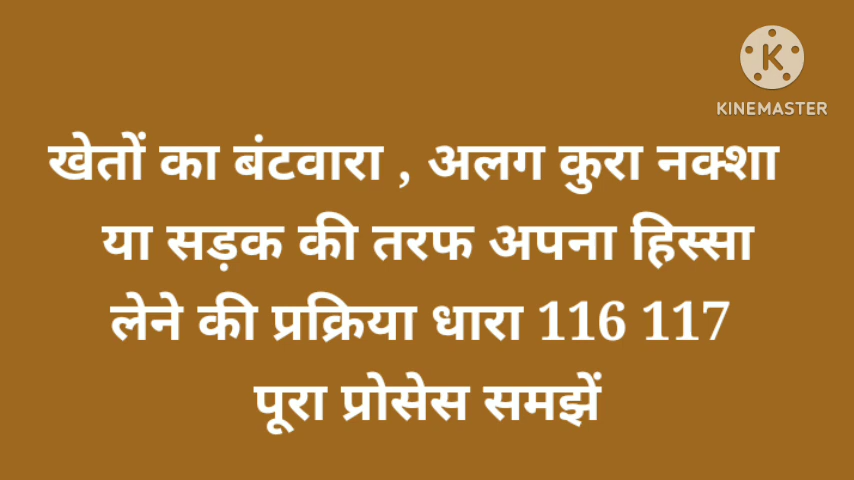 KINEMASTER
खेतों का बंटवारा , अलग कुरा नक्शा
या सड़क की तरफ अपना हिस्सा
लेने की प्रक्रिया धारा 116 117
पूरा प्रोसेस समझें